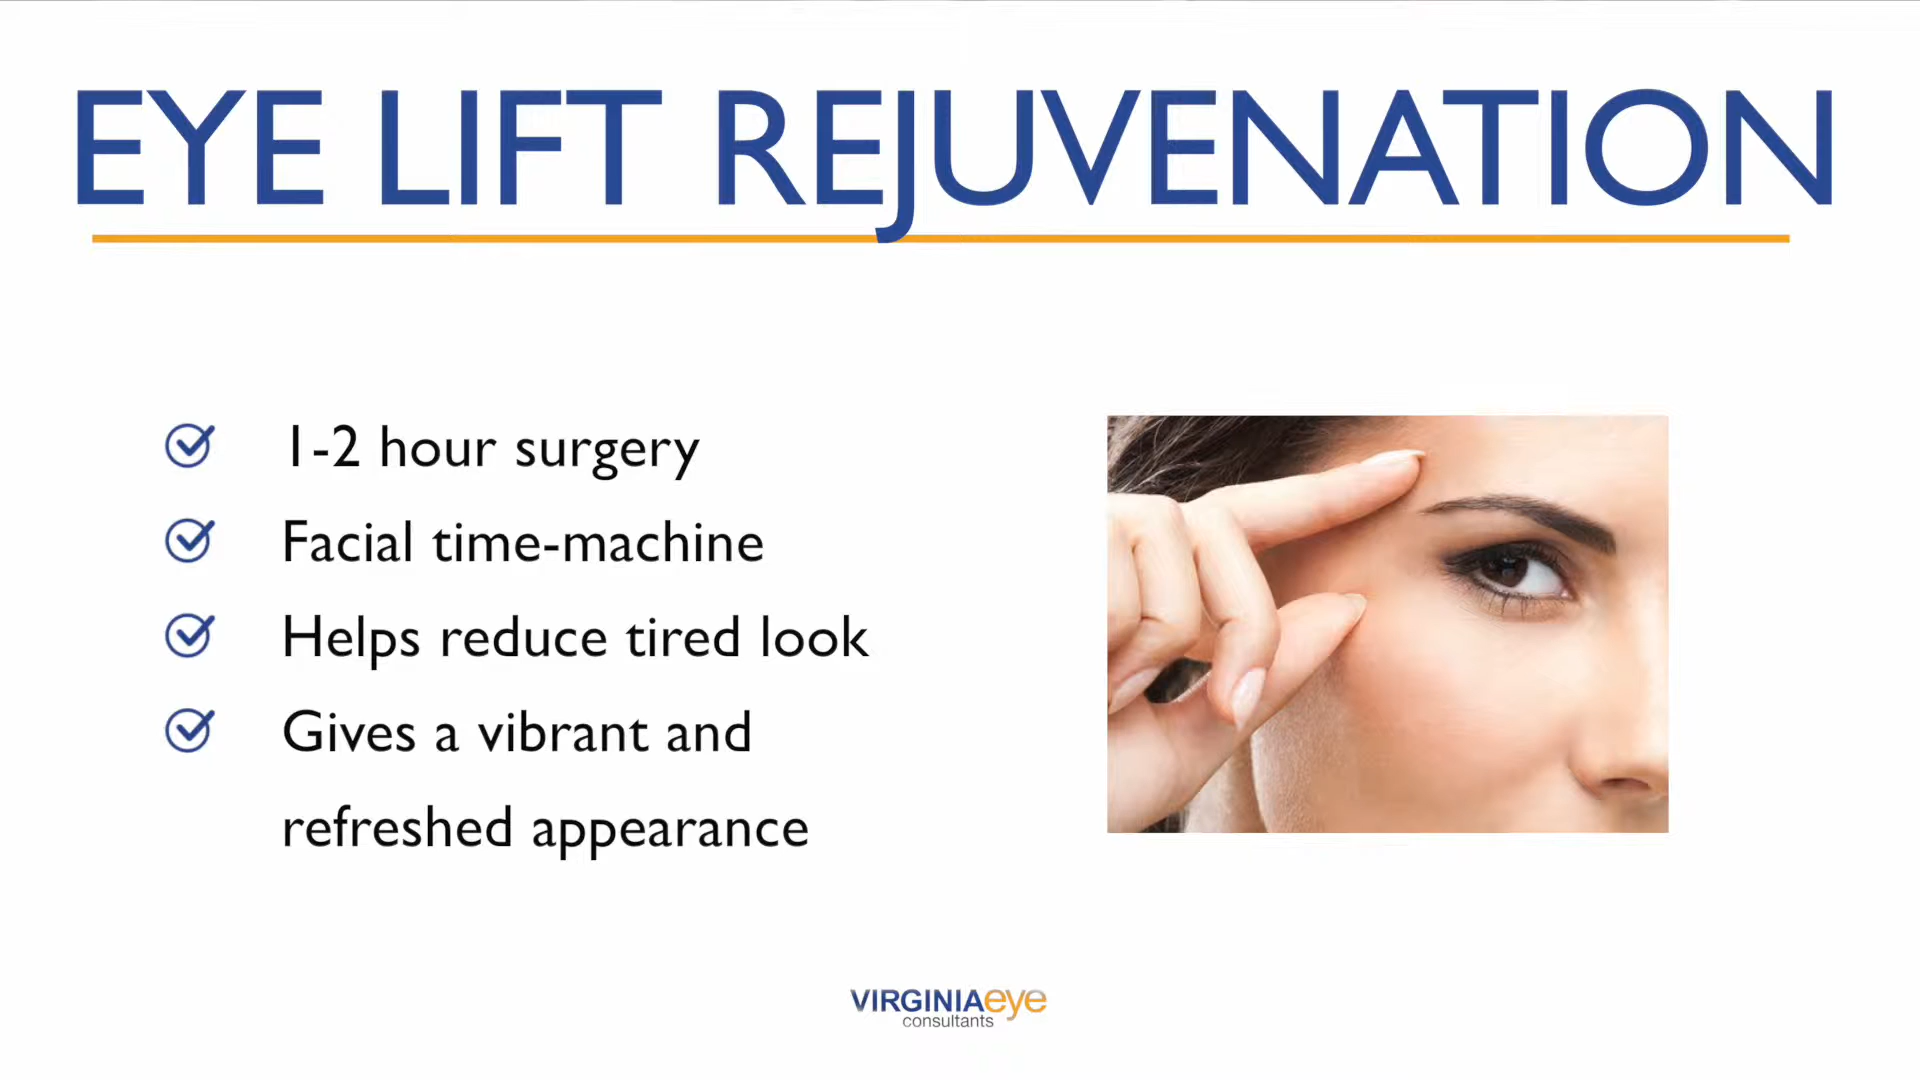 EYE LIFT REJUVENATION
1-2 hour surgery
Facial time-machine
Helps reduce tired look
Gives a vibrant and
refreshed appearance
VIRGINIAeye
consultants